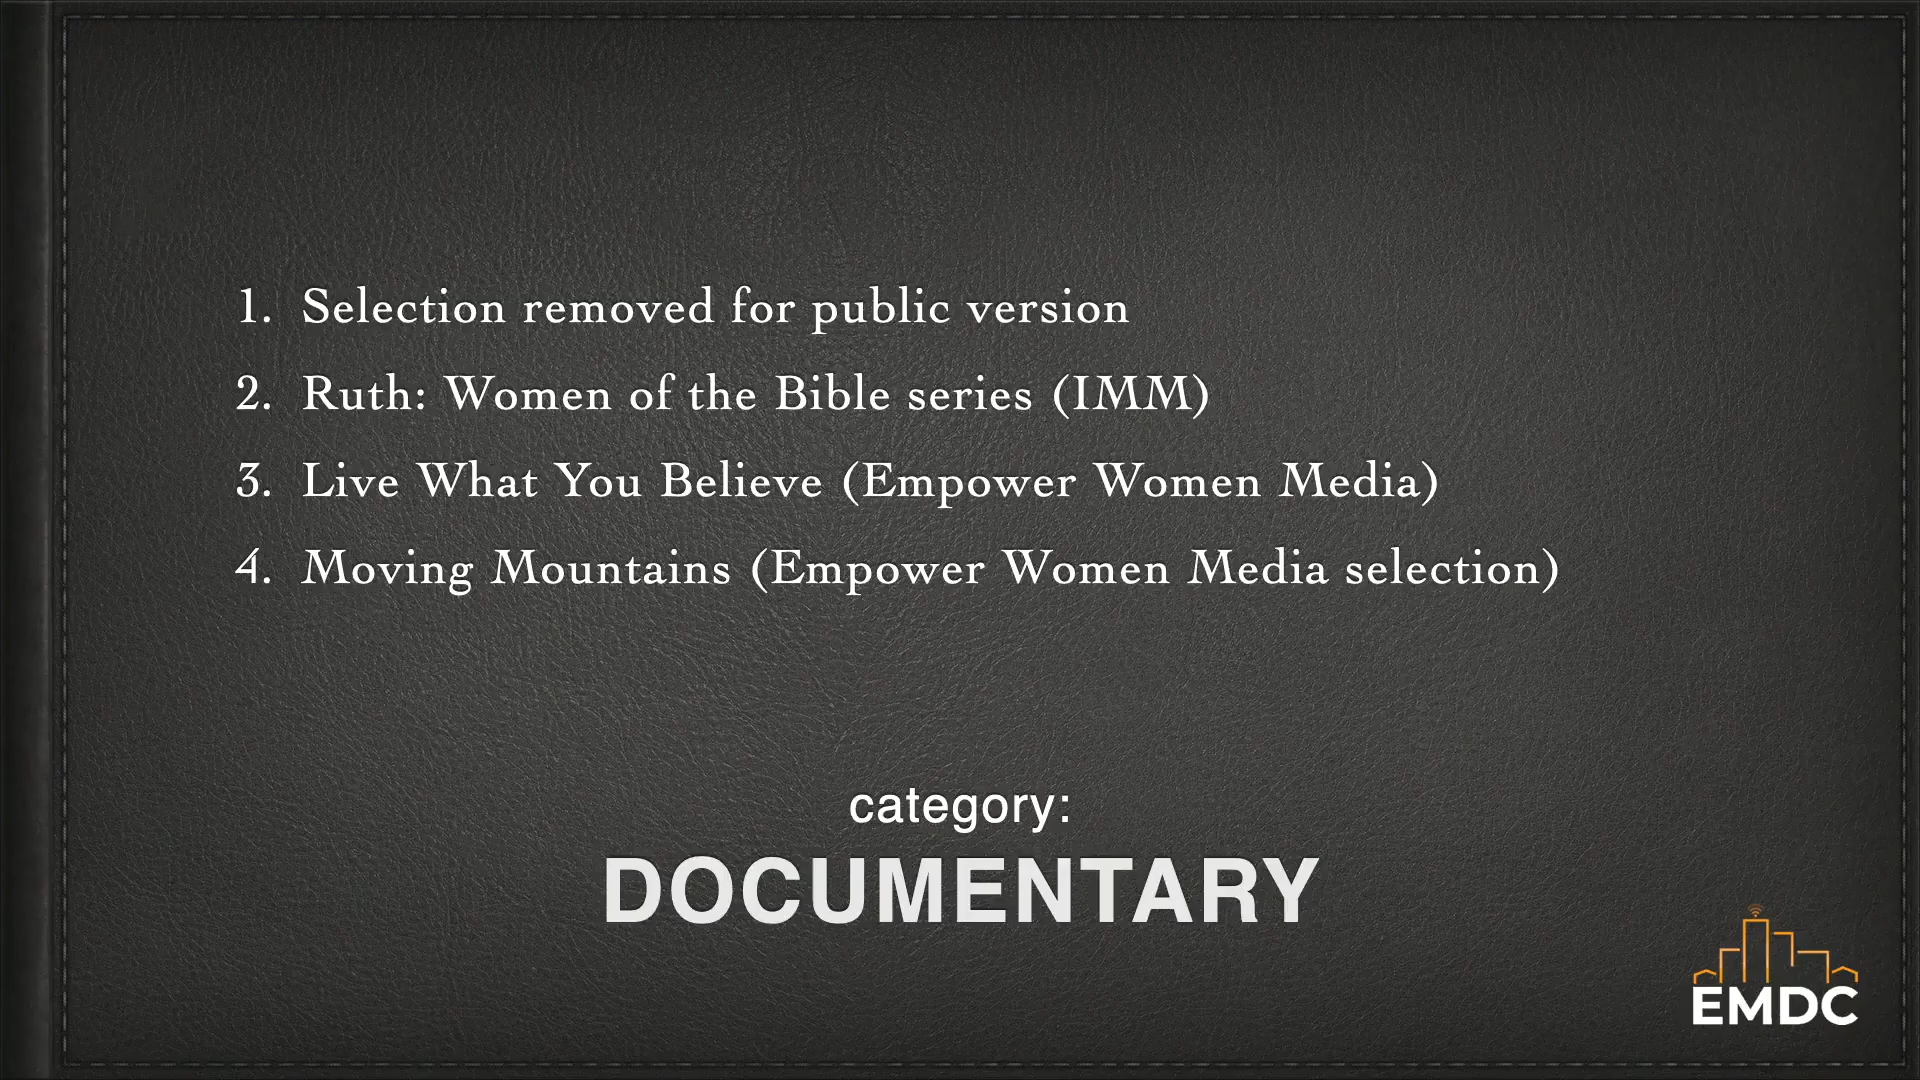 1. Selection removed for public version
2. Ruth: Women of the Bible series (IMM)
3. Live What You Believe (Empower Women Media)
4. Moving Mountains (Empower Women Media selection)
category:
DOCUMENTARY
EMDC